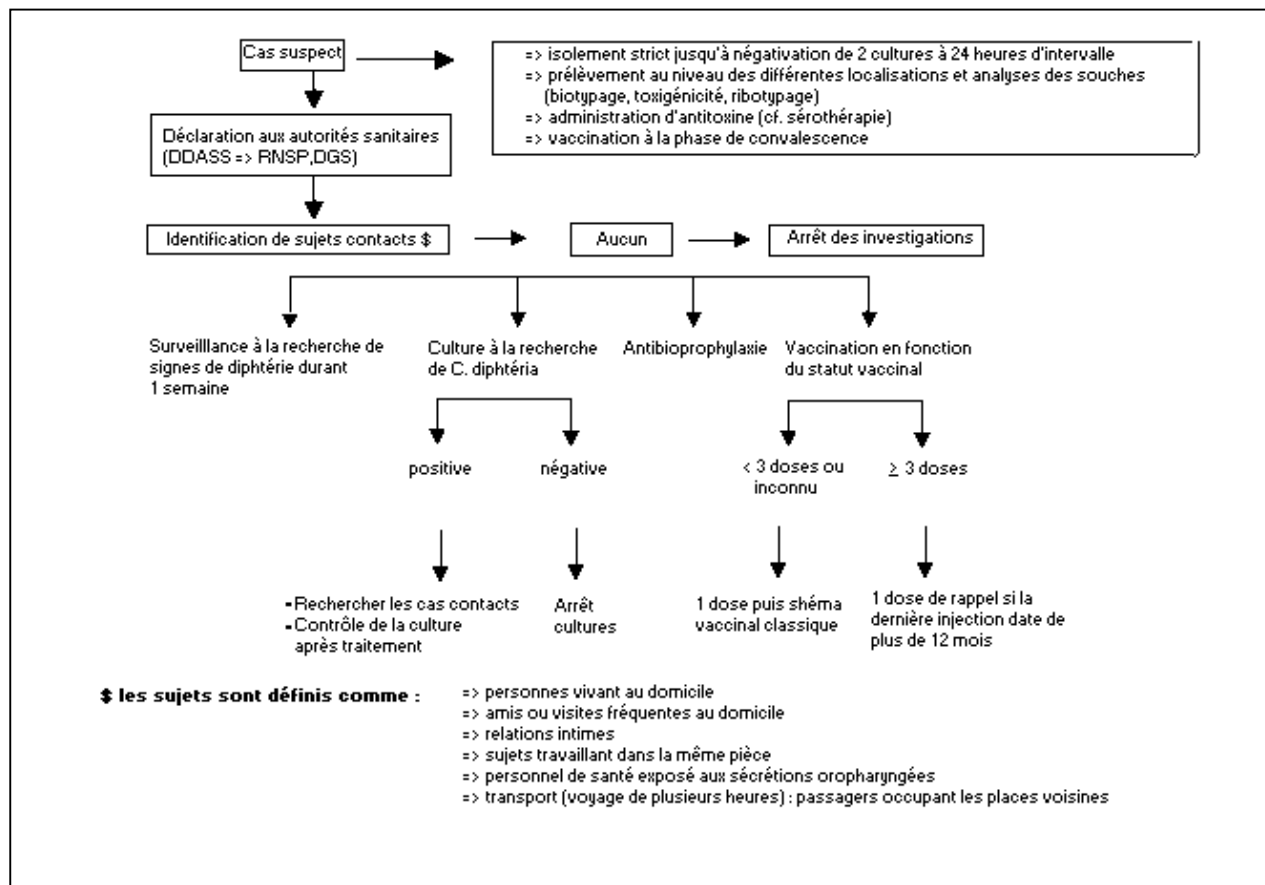 Cas suspect
=> isolement strict jusqu'à négativation de 2 cultures à 24 heures d'intervalle
=> prélèvement au niveau des différentes localisations et analyses des souches
(biotypage, toxigénicité, ribotypage)
=> administration d'antitoxine (cf. sérothérapie)
=> vaccination à la phase de convalescence
Déclaration aux autorités sanitaires
(DDASS => RNSP,DGS)
Identification de sujets contacts $
Aucun
Arrêt des investigations
Surveilllance à la recherche de
signes de diphtérie durant
1 semaine
Culture à la recherche
de C. diphtéria
Antibioprophylaxie
Vaccination en fonction
du statut vaccinal
positive
négative
< 3 doses ou
inconnu
≥ 3 doses
-Rechercher les cas contacts
-Contrôle de la culture
après traitement
Arrêt
cultures
1 dose puis shéma
vaccinal classique
1 dose de rappel si la
dernière injection date de
plus de 12 mois
$ les sujets sont définis comme :
=> personnes vivant au domicile
=> amis ou visites fréquentes au domicile
=> relations intimes
=> sujets travaillant dans la même pièce
=> personnel de santé exposé aux sécrétions oropharyngées
=> transport (voyage de plusieurs heures) : passagers occupant les places voisines